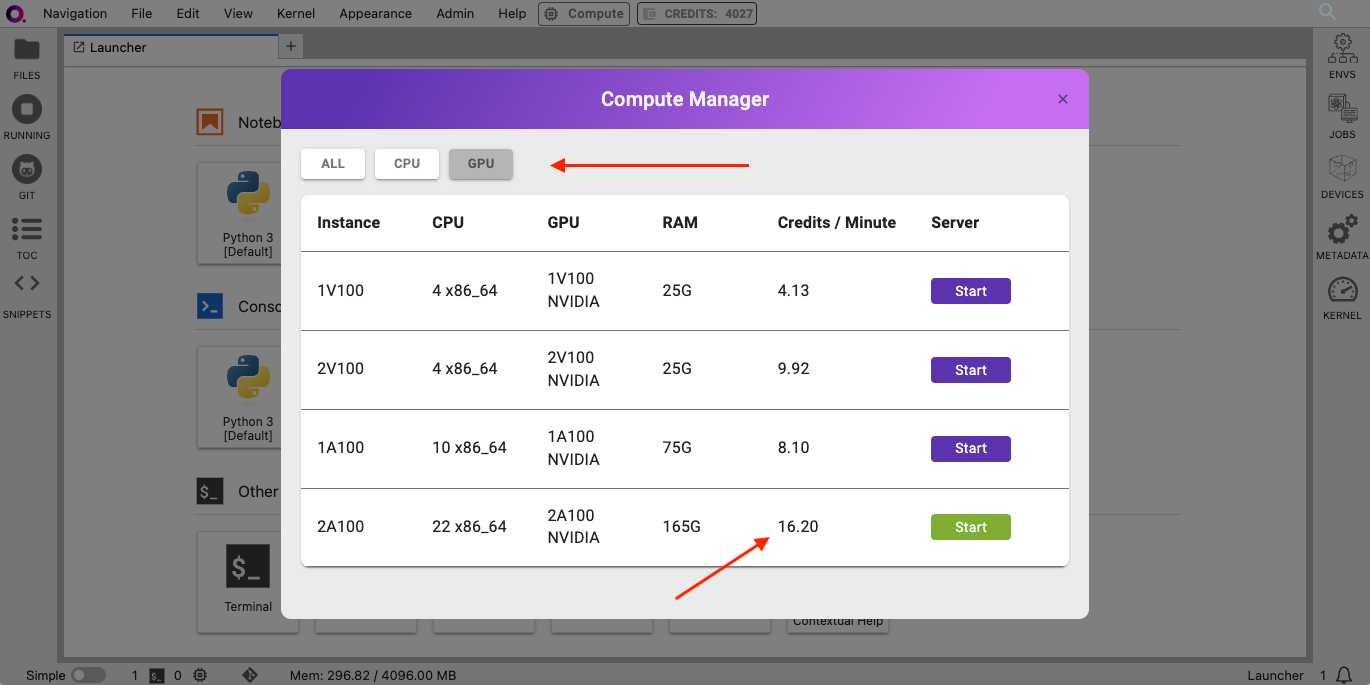 Navigation File Edit View Kernel Appearance Admin Help Compute CREDITS: 4027
Launcher
+
FILES
RUNNING
GIT
TOC
SNIPPETS
ENVS
JOBS
DEVICES
METADATA
KERNEL
Python 3
[Default]
>_
Python 3
[Default]
$_
Other
$_
Terminal
Contextual Help
Compute Manager
×
ALL CPU GPU
Instance CPU GPU RAM Credits / Minute Server
1V100 4 x86_64 1V100 NVIDIA 25G 4.13 Start
2V100 4 x86_64 2V100 NVIDIA 25G 9.92 Start
1A100 10 x86_64 1A100 NVIDIA 75G 8.10 Start
2A100 22 x86_64 2A100 NVIDIA 165G 16.20 Start
Simple 1 $_ 0 Mem: 296.82 / 4096.00 MB Launcher 1